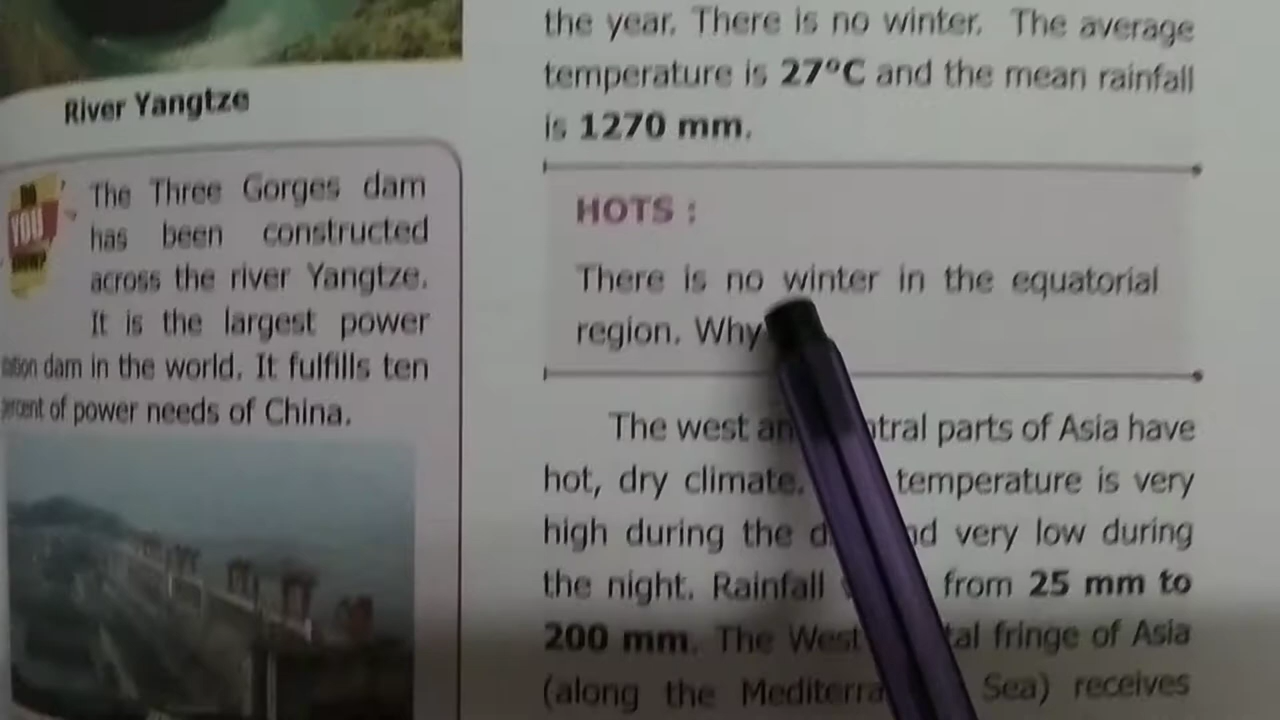 River Yangtze
DO
YOU
KNOW?
The Three Gorges dam
has been constructed
across the river Yangtze.
It is the largest power
dam in the world. It fulfills ten
of power needs of China.
the year. There is no winter. The average
temperature is 27°C and the mean rainfall
is 1270 mm.
HOTS :
There is no winter in the equatorial
region. Why
The west parts of Asia have
hot, dry climate. temperature is very
high during the very low during
the night. Rainfall from 25 mm to
200 mm. The West fringe of Asia
(along the Sea) receives